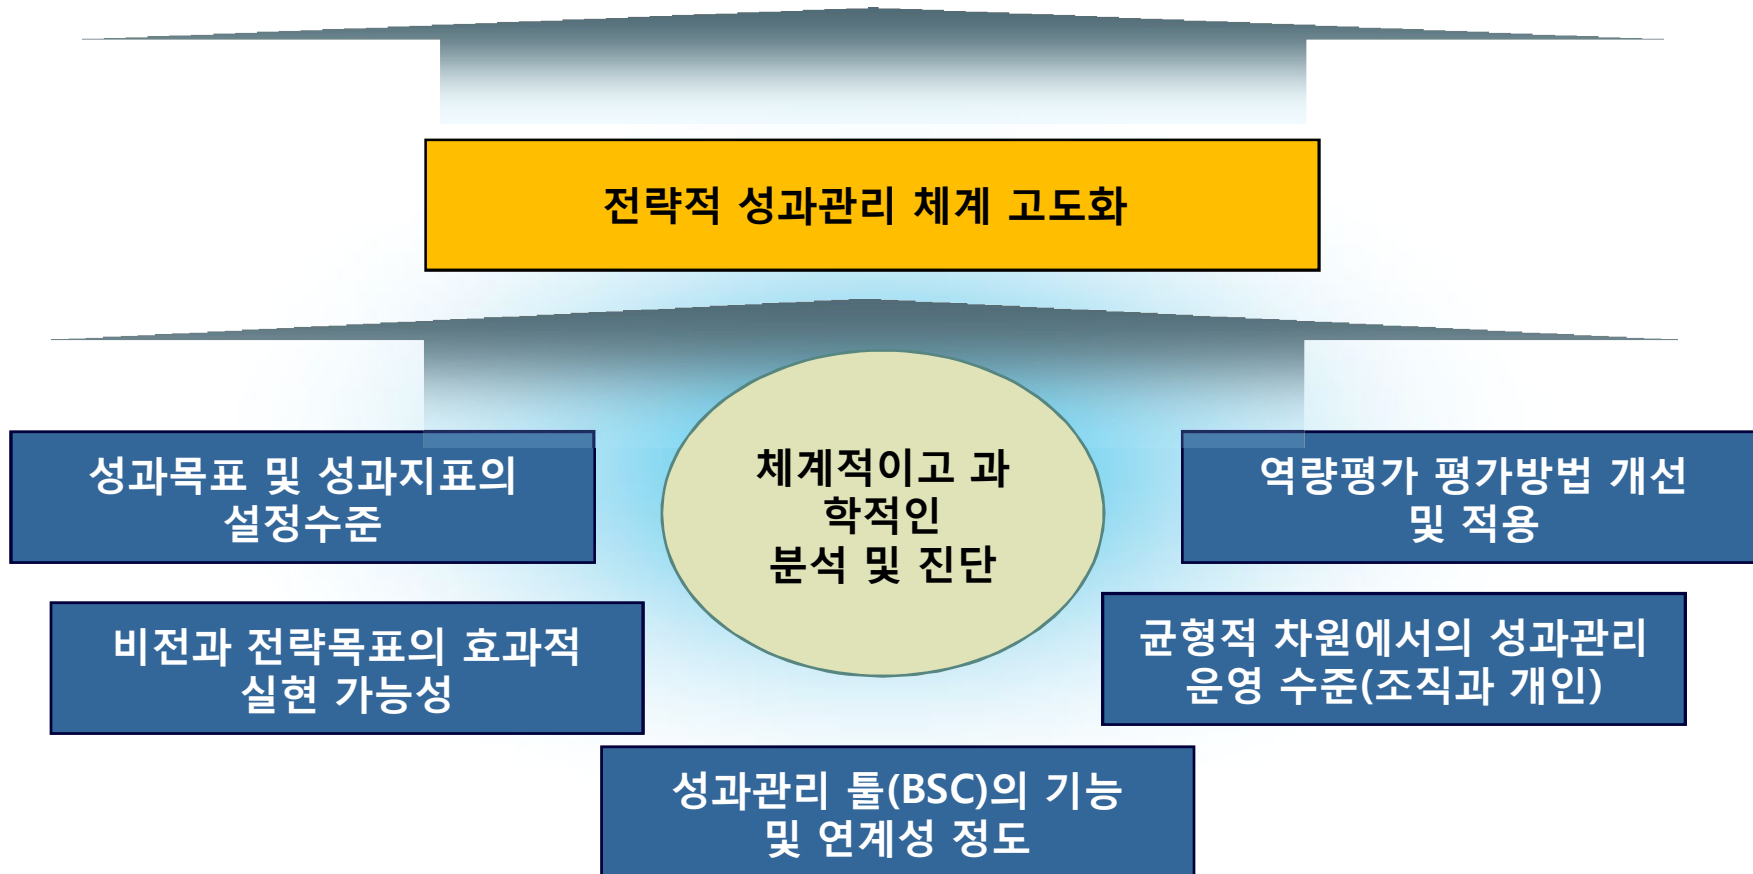 전략적 성과관리 체계 고도화
체계적이고 과
학적인
분석 및 진단
성과목표 및 성과지표의
설정수준
역량평가 평가방법 개선
및 적용
비전과 전략목표의 효과적
실현 가능성
균형적 차원에서의 성과관리
운영 수준(조직과 개인)
성과관리 툴(BSC)의 기능
및 연계성 정도